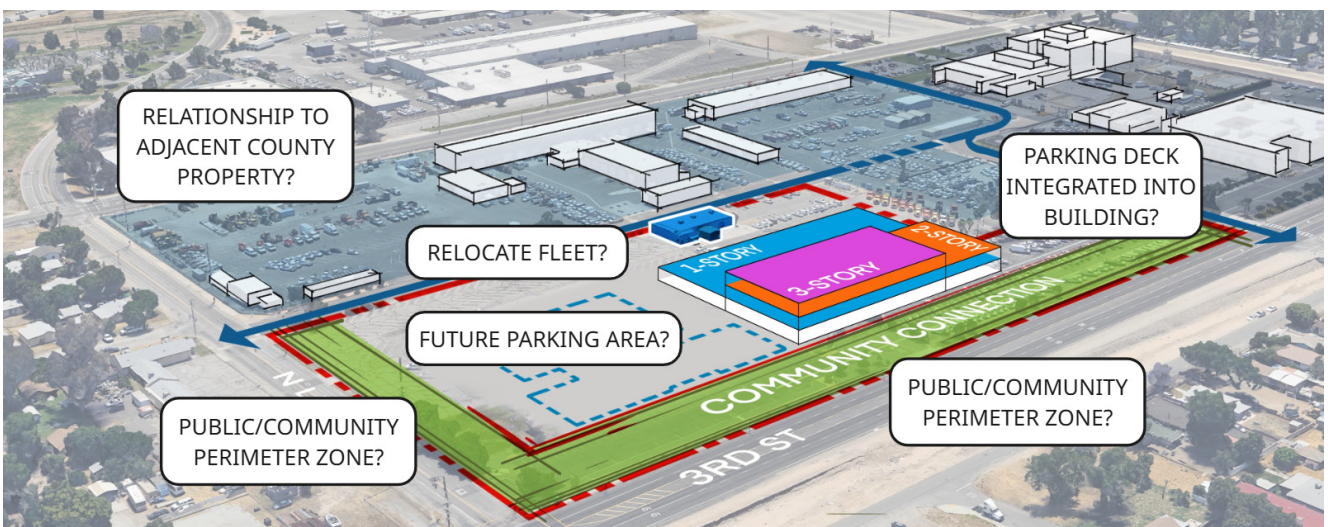 RELATIONSHIP TO
ADJACENT COUNTY
PROPERTY?
PARKING DECK
INTEGRATED INTO
BUILDING?
RELOCATE FLEET?
1-STORY
2-STORY
3-STORY
FUTURE PARKING AREA?
COMMUNITY CONNECTION
PUBLIC/COMMUNITY
PERIMETER ZONE?
PUBLIC/COMMUNITY
PERIMETER ZONE?
3RD ST